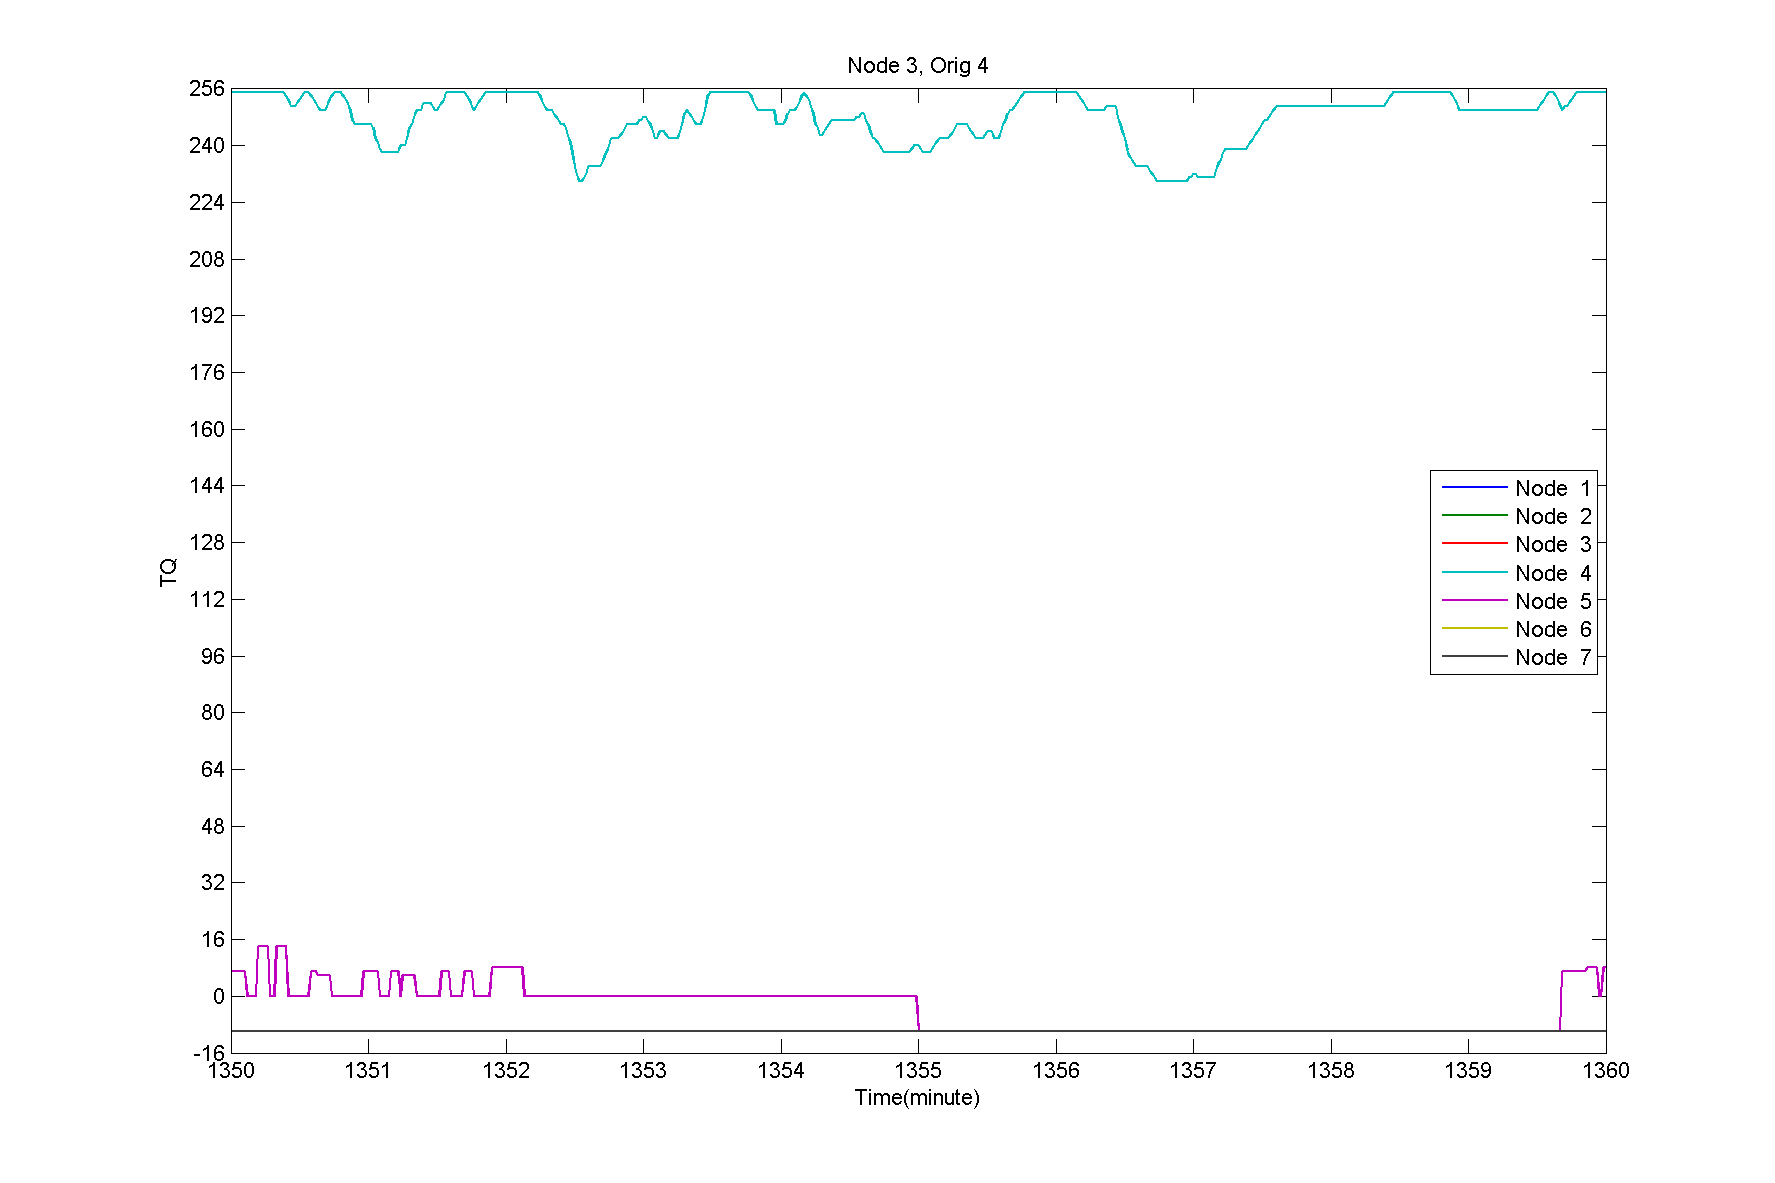 Node 3, Orig 4
256
240
224
208
192
176
160
144
128
112
96
80
64
48
32
16
0
-16
TQ
Node 1
Node 2
Node 3
Node 4
Node 5
Node 6
Node 7
1350 1351 1352 1353 1354 1355 1356 1357 1358 1359 1360
Time(minute)